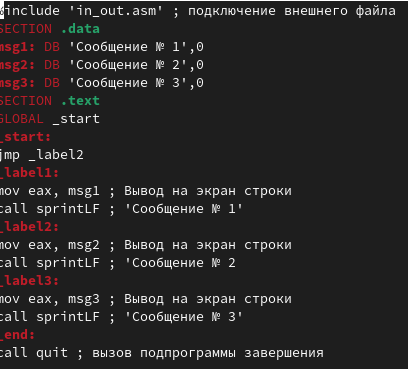 %include 'in_out.asm' ; подключение внешнего файла
SECTION .data
msg1: DB 'Сообщение № 1',0
msg2: DB 'Сообщение № 2',0
msg3: DB 'Сообщение № 3',0
SECTION .text
GLOBAL _start
_start:
jmp _label2
_label1:
mov eax, msg1 ; Вывод на экран строки
call sprintLF ; 'Сообщение № 1'
_label2:
mov eax, msg2 ; Вывод на экран строки
call sprintLF ; 'Сообщение № 2
_label3:
mov eax, msg3 ; Вывод на экран строки
call sprintLF ; 'Сообщение № 3'
_end:
call quit ; вызов подпрограммы завершения